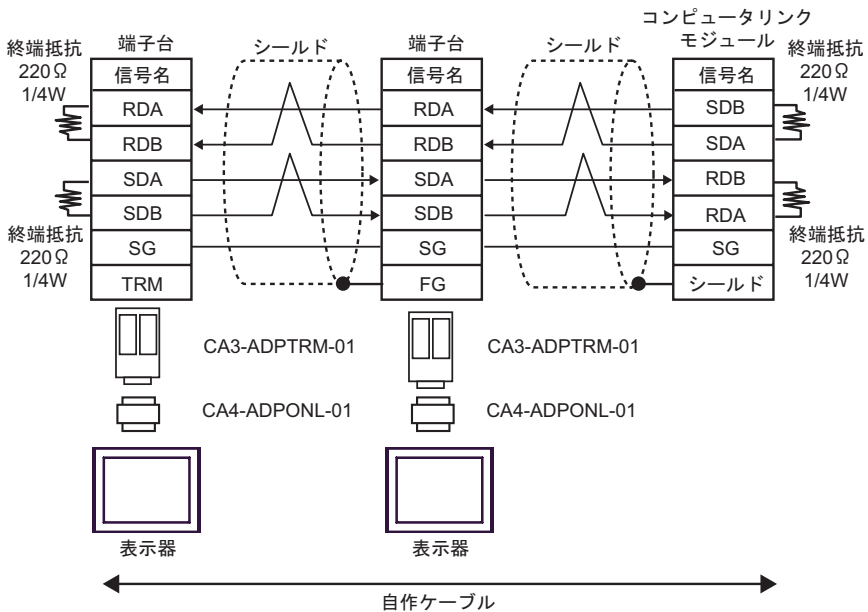 コンピュータリンク
モジュール
端子台
シールド
端子台
シールド
終端抵抗
220Ω
1/4W
終端抵抗
220Ω
1/4W
信号名
信号名
信号名
RDA
RDA
SDB
RDB
RDB
SDA
SDA
SDA
RDB
SDB
SDB
RDA
SG
SG
SG
TRM
FG
シールド
終端抵抗
220Ω
1/4W
終端抵抗
220Ω
1/4W
CA3-ADPTRM-01
CA3-ADPTRM-01
CA4-ADPONL-01
CA4-ADPONL-01
表示器
表示器
自作ケーブル